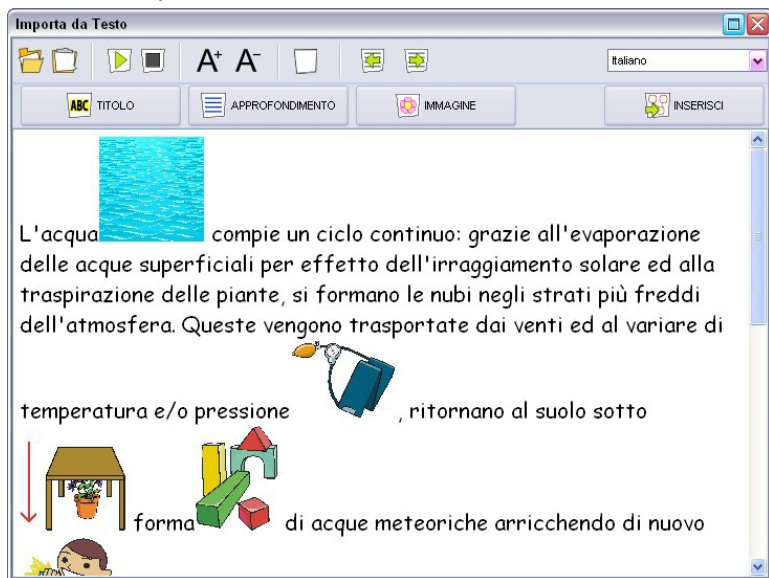 Importa da Testo
A+ A- Italiano
ABC TITOLO APPROFONDIMENTO IMMAGINE INSERISCI
L'acqua compie un ciclo continuo: grazie all'evaporazione
delle acque superficiali per effetto dell'irraggiamento solare ed alla
traspirazione delle piante, si formano le nubi negli strati più freddi
dell'atmosfera. Queste vengono trasportate dai venti ed al variare di
temperatura e/o pressione , ritornano al suolo sotto
forma di acque meteoriche arricchendo di nuovo